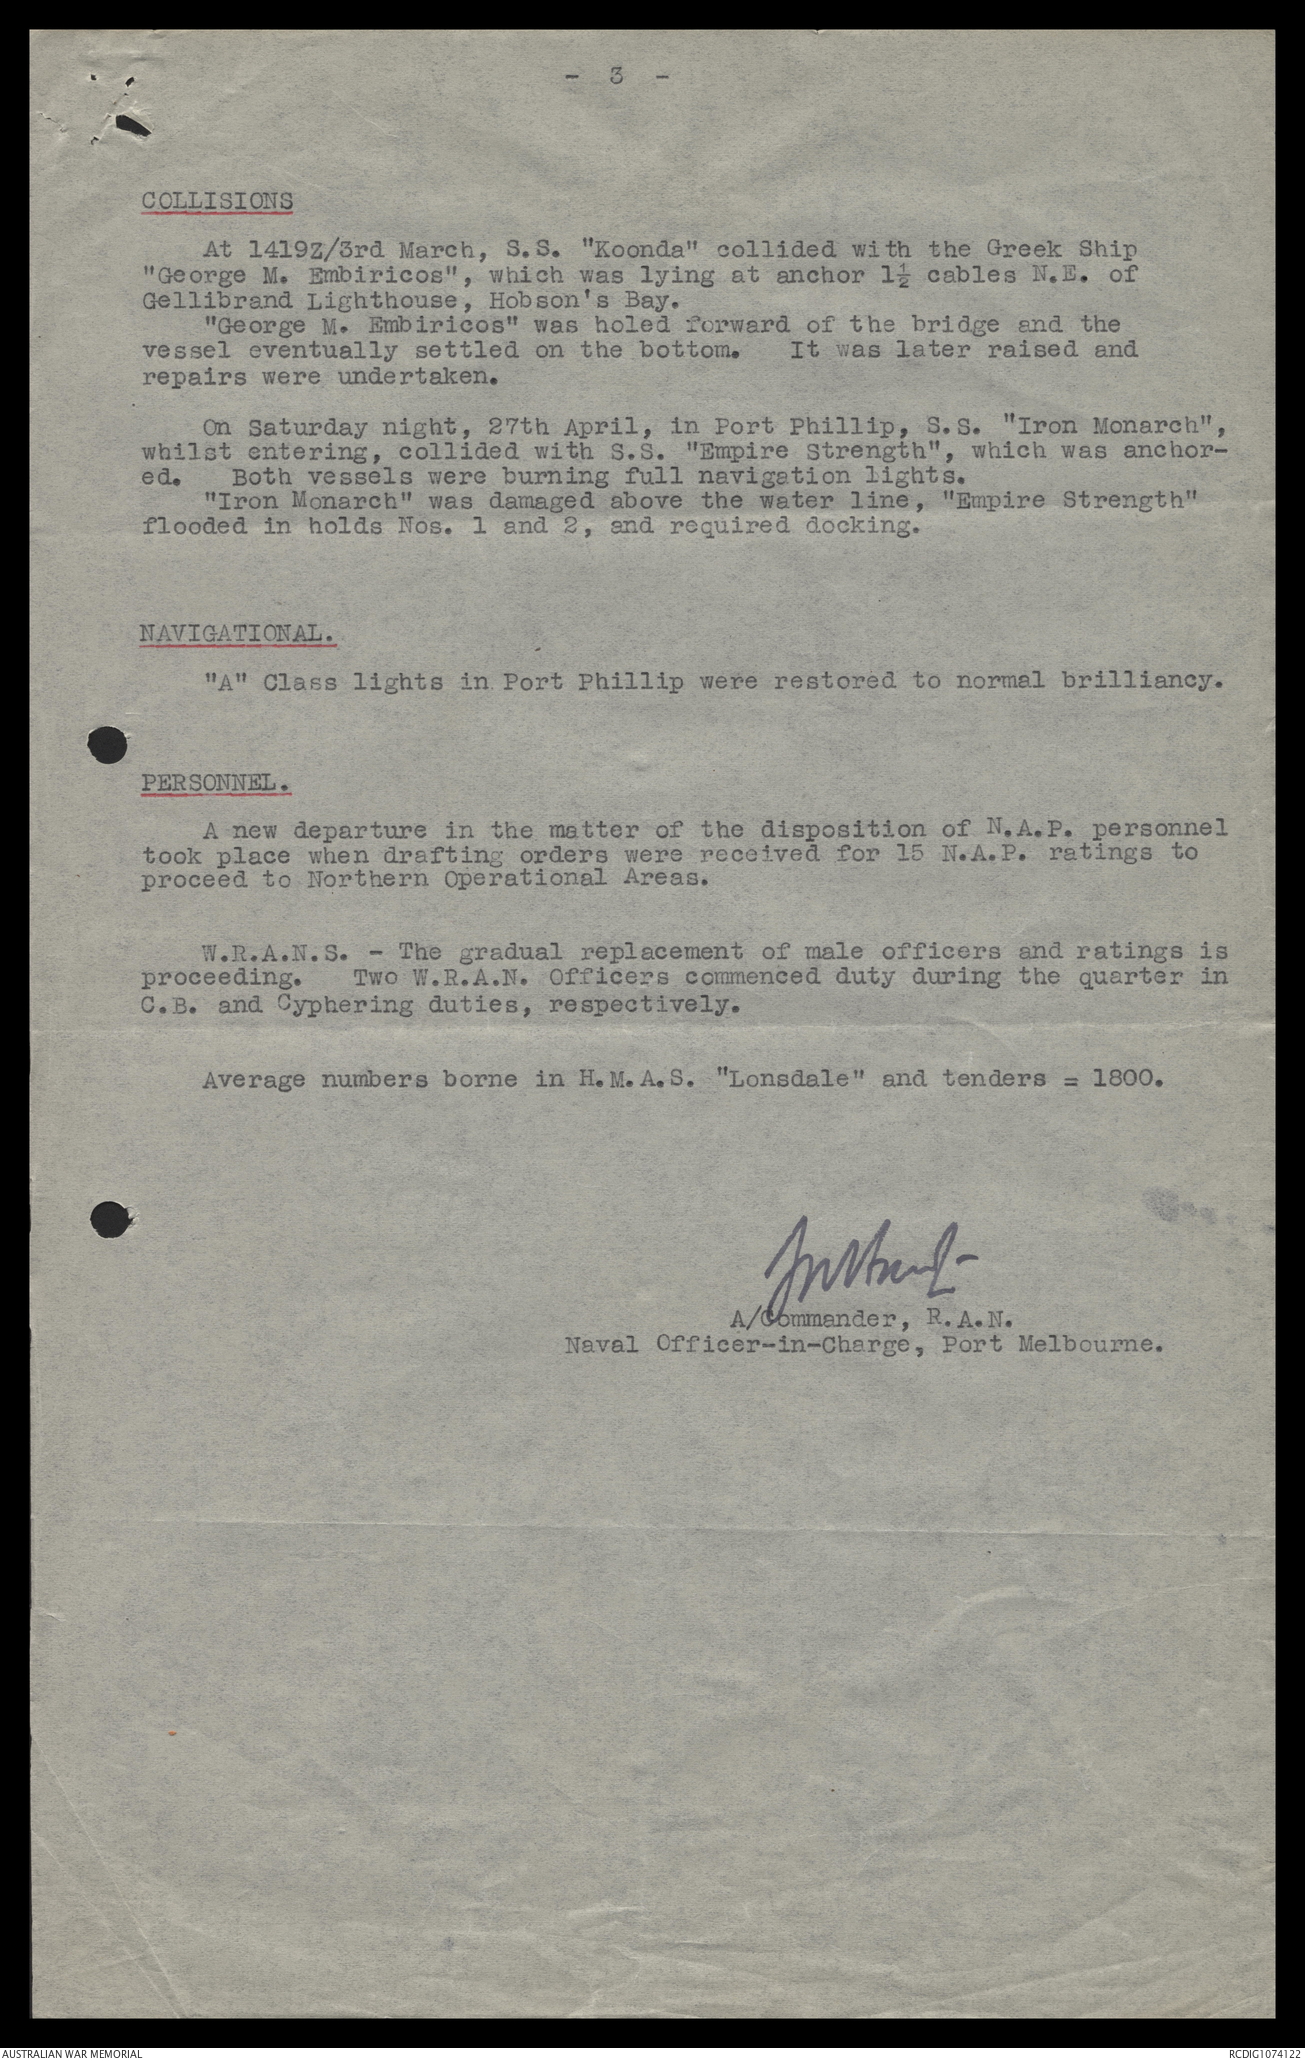 - 3 -
COLLISIONS
At 1419Z/3rd March, S.S. "Koonda" collided with the Greek Ship
"George M. Embiricos", which was lying at anchor 1½ cables N.E. of
Gellibrand Lighthouse, Hobson's Bay.
"George M. Embiricos" was holed forward of the bridge and the
vessel eventually settled on the bottom. It was later raised and
repairs were undertaken.
On Saturday night, 27th April, in Port Phillip, S.S. "Iron Monarch",
whilst entering, collided with S.S. "Empire Strength", which was anchor-
ed. Both vessels were burning full navigation lights.
"Iron Monarch" was damaged above the water line, "Empire Strength"
flooded in holds Nos. 1 and 2, and required docking.
NAVIGATIONAL.
"A" Class lights in Port Phillip were restored to normal brilliancy.
PERSONNEL.
A new departure in the matter of the disposition of N.A.P. personnel
took place when drafting orders were received for 15 N.A.P. ratings to
proceed to Northern Operational Areas.
W.R.A.N.S. - The gradual replacement of male officers and ratings is
proceeding. Two W.R.A.N. Officers commenced duty during the quarter in
C.B. and Cyphering duties, respectively.
Average numbers borne in H.M.A.S. "Lonsdale" and tenders = 1800.
A/Commander, R.A.N.
Naval Officer-in-Charge, Port Melbourne.
AUSTRALIAN WAR MEMORIAL
RCDIG1074122